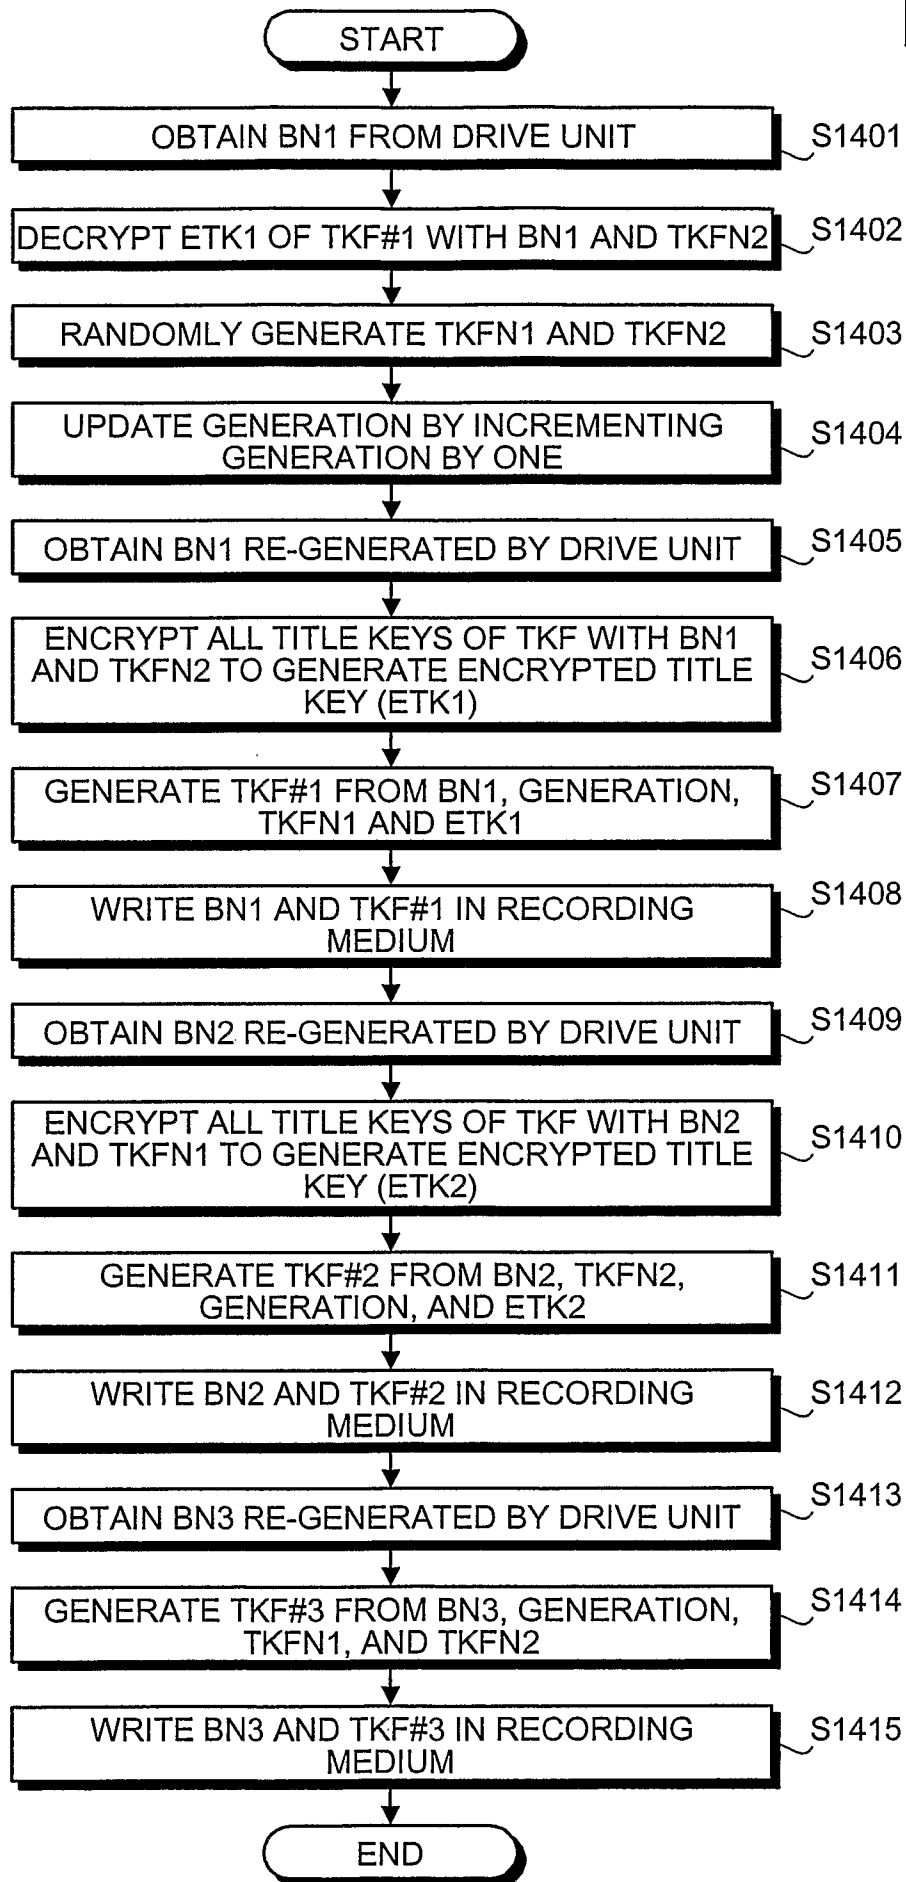 START
OBTAIN BN1 FROM DRIVE UNIT
S1401
DECRYPT ETK1 OF TKF#1 WITH BN1 AND TKFN2
S1402
RANDOMLY GENERATE TKFN1 AND TKFN2
S1403
UPDATE GENERATION BY INCREMENTING
GENERATION BY ONE
S1404
OBTAIN BN1 RE-GENERATED BY DRIVE UNIT
S1405
ENCRYPT ALL TITLE KEYS OF TKF WITH BN1
AND TKFN2 TO GENERATE ENCRYPTED TITLE
KEY (ETK1)
S1406
GENERATE TKF#1 FROM BN1, GENERATION,
TKFN1 AND ETK1
S1407
WRITE BN1 AND TKF#1 IN RECORDING
MEDIUM
S1408
OBTAIN BN2 RE-GENERATED BY DRIVE UNIT
S1409
ENCRYPT ALL TITLE KEYS OF TKF WITH BN2
AND TKFN1 TO GENERATE ENCRYPTED TITLE
KEY (ETK2)
S1410
GENERATE TKF#2 FROM BN2, TKFN2,
GENERATION, AND ETK2
S1411
WRITE BN2 AND TKF#2 IN RECORDING
MEDIUM
S1412
OBTAIN BN3 RE-GENERATED BY DRIVE UNIT
S1413
GENERATE TKF#3 FROM BN3, GENERATION,
TKFN1, AND TKFN2
S1414
WRITE BN3 AND TKF#3 IN RECORDING
MEDIUM
S1415
END